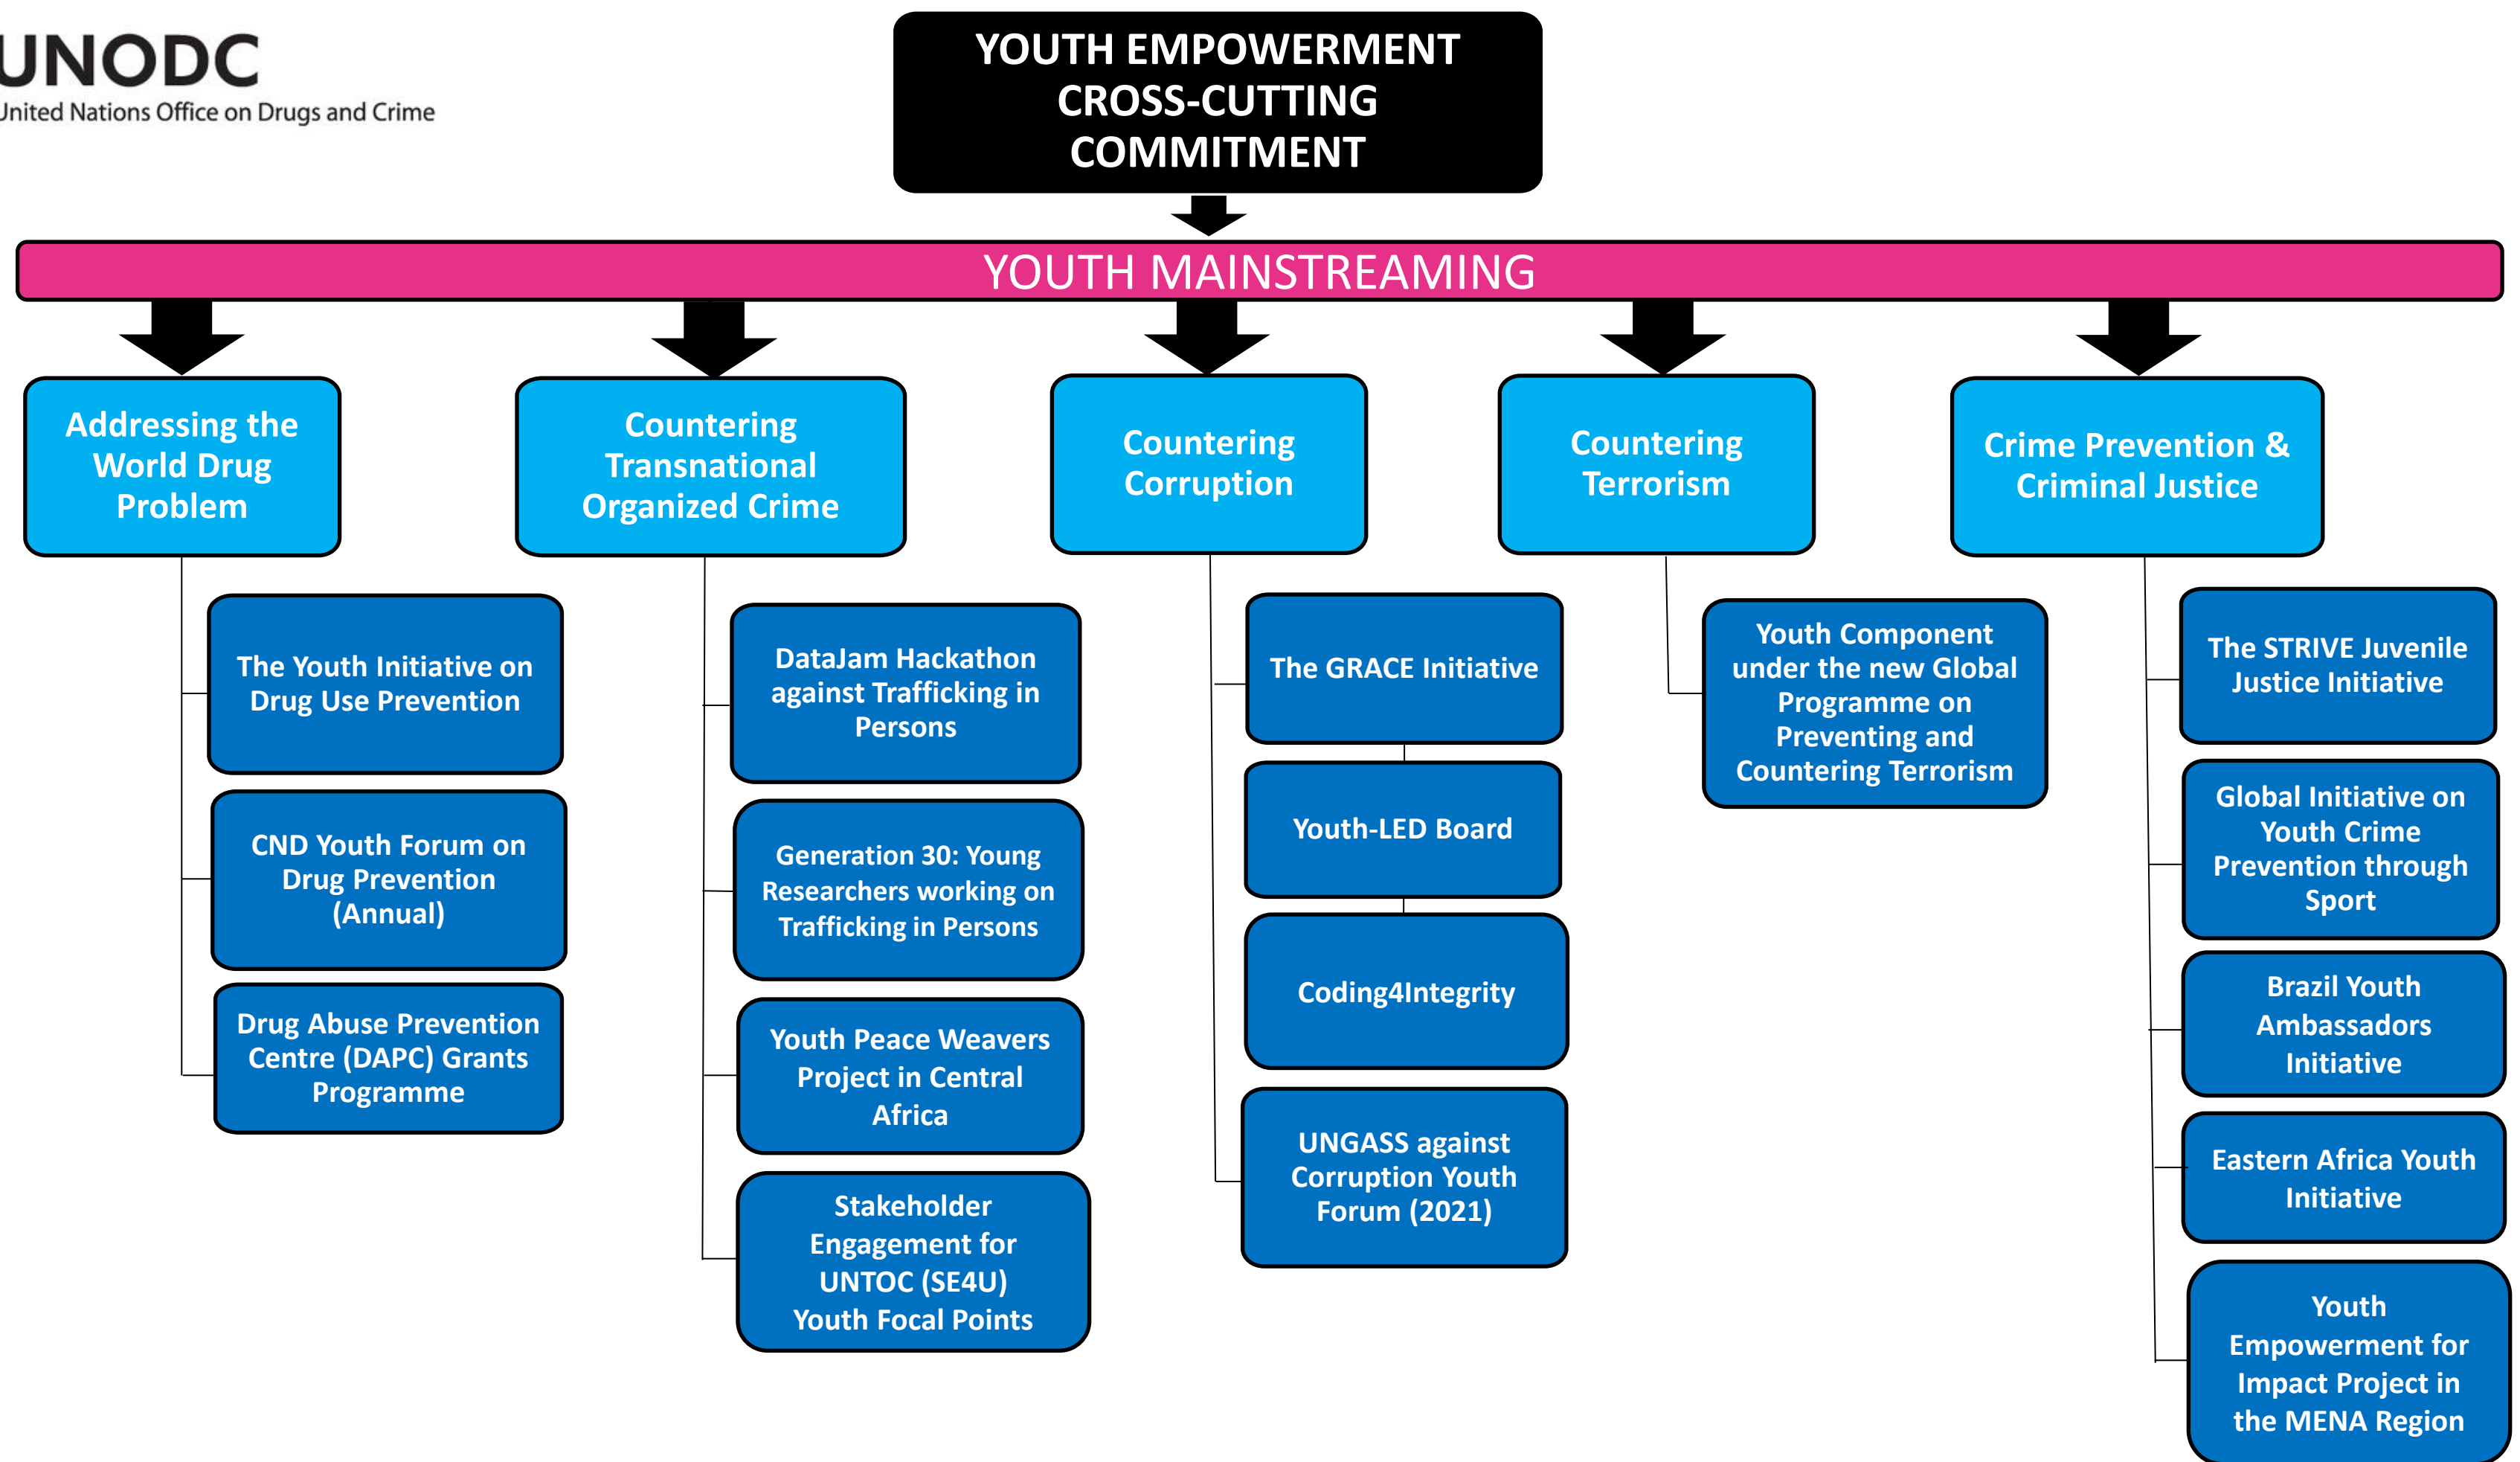 UNODC
United Nations Office on Drugs and Crime
YOUTH EMPOWERMENT
CROSS-CUTTING
COMMITMENT
YOUTH MAINSTREAMING
Addressing the
World Drug
Problem
The Youth Initiative on
Drug Use Prevention
CND Youth Forum on
Drug Prevention
(Annual)
Drug Abuse Prevention
Centre (DAPC) Grants
Programme
Countering
Transnational
Organized Crime
DataJam Hackathon
against Trafficking in
Persons
Generation 30: Young
Researchers working on
Trafficking in Persons
Youth Peace Weavers
Project in Central
Africa
Stakeholder
Engagement for
UNTOC (SE4U)
Youth Focal Points
Countering
Corruption
The GRACE Initiative
Youth-LED Board
Coding4Integrity
UNGASS against
Corruption Youth
Forum (2021)
Countering
Terrorism
Youth Component
under the new Global
Programme on
Preventing and
Countering Terrorism
Crime Prevention &
Criminal Justice
The STRIVE Juvenile
Justice Initiative
Global Initiative on
Youth Crime
Prevention through
Sport
Brazil Youth
Ambassadors
Initiative
Eastern Africa Youth
Initiative
Youth
Empowerment for
Impact Project in
the MENA Region